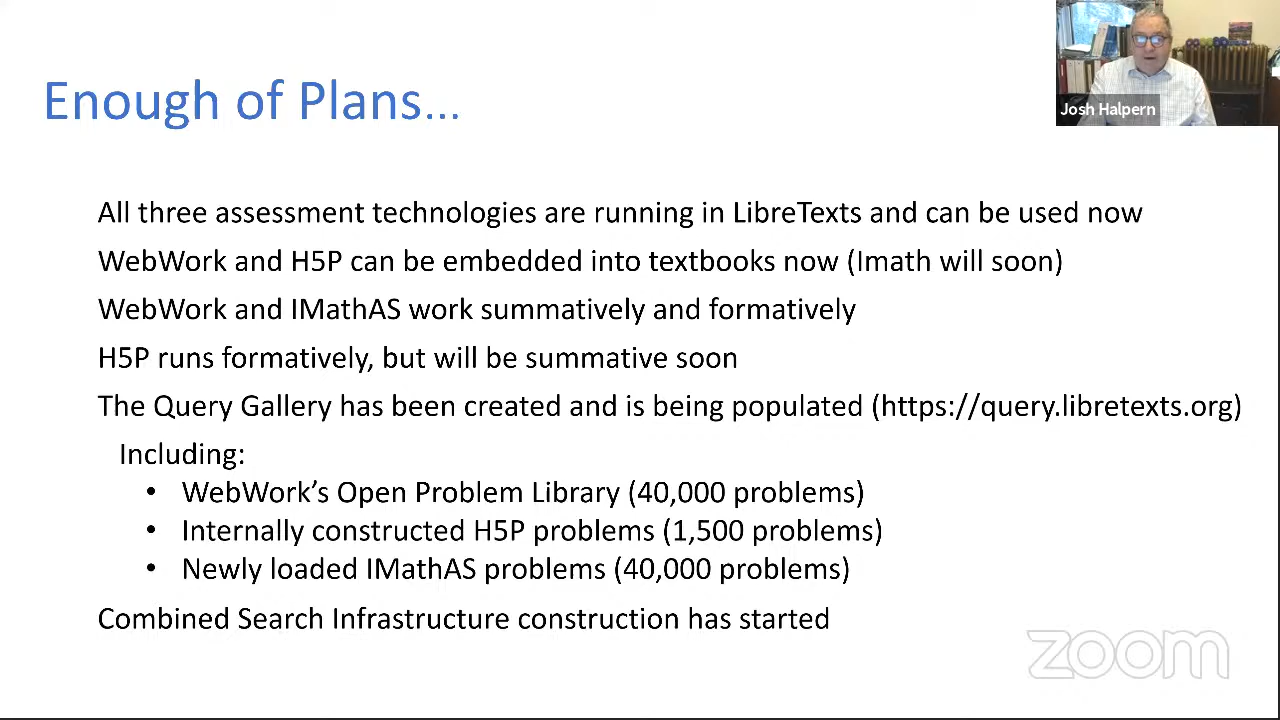 Enough of Plans...
Josh Halpern
All three assessment technologies are running in LibreTexts and can be used now
WebWork and H5P can be embedded into textbooks now (Imath will soon)
WebWork and IMathAS work summatively and formatively
H5P runs formatively, but will be summative soon
The Query Gallery has been created and is being populated (https://query.libretexts.org)
Including:
• WebWork’s Open Problem Library (40,000 problems)
• Internally constructed H5P problems (1,500 problems)
• Newly loaded IMathAS problems (40,000 problems)
Combined Search Infrastructure construction has started
zoom